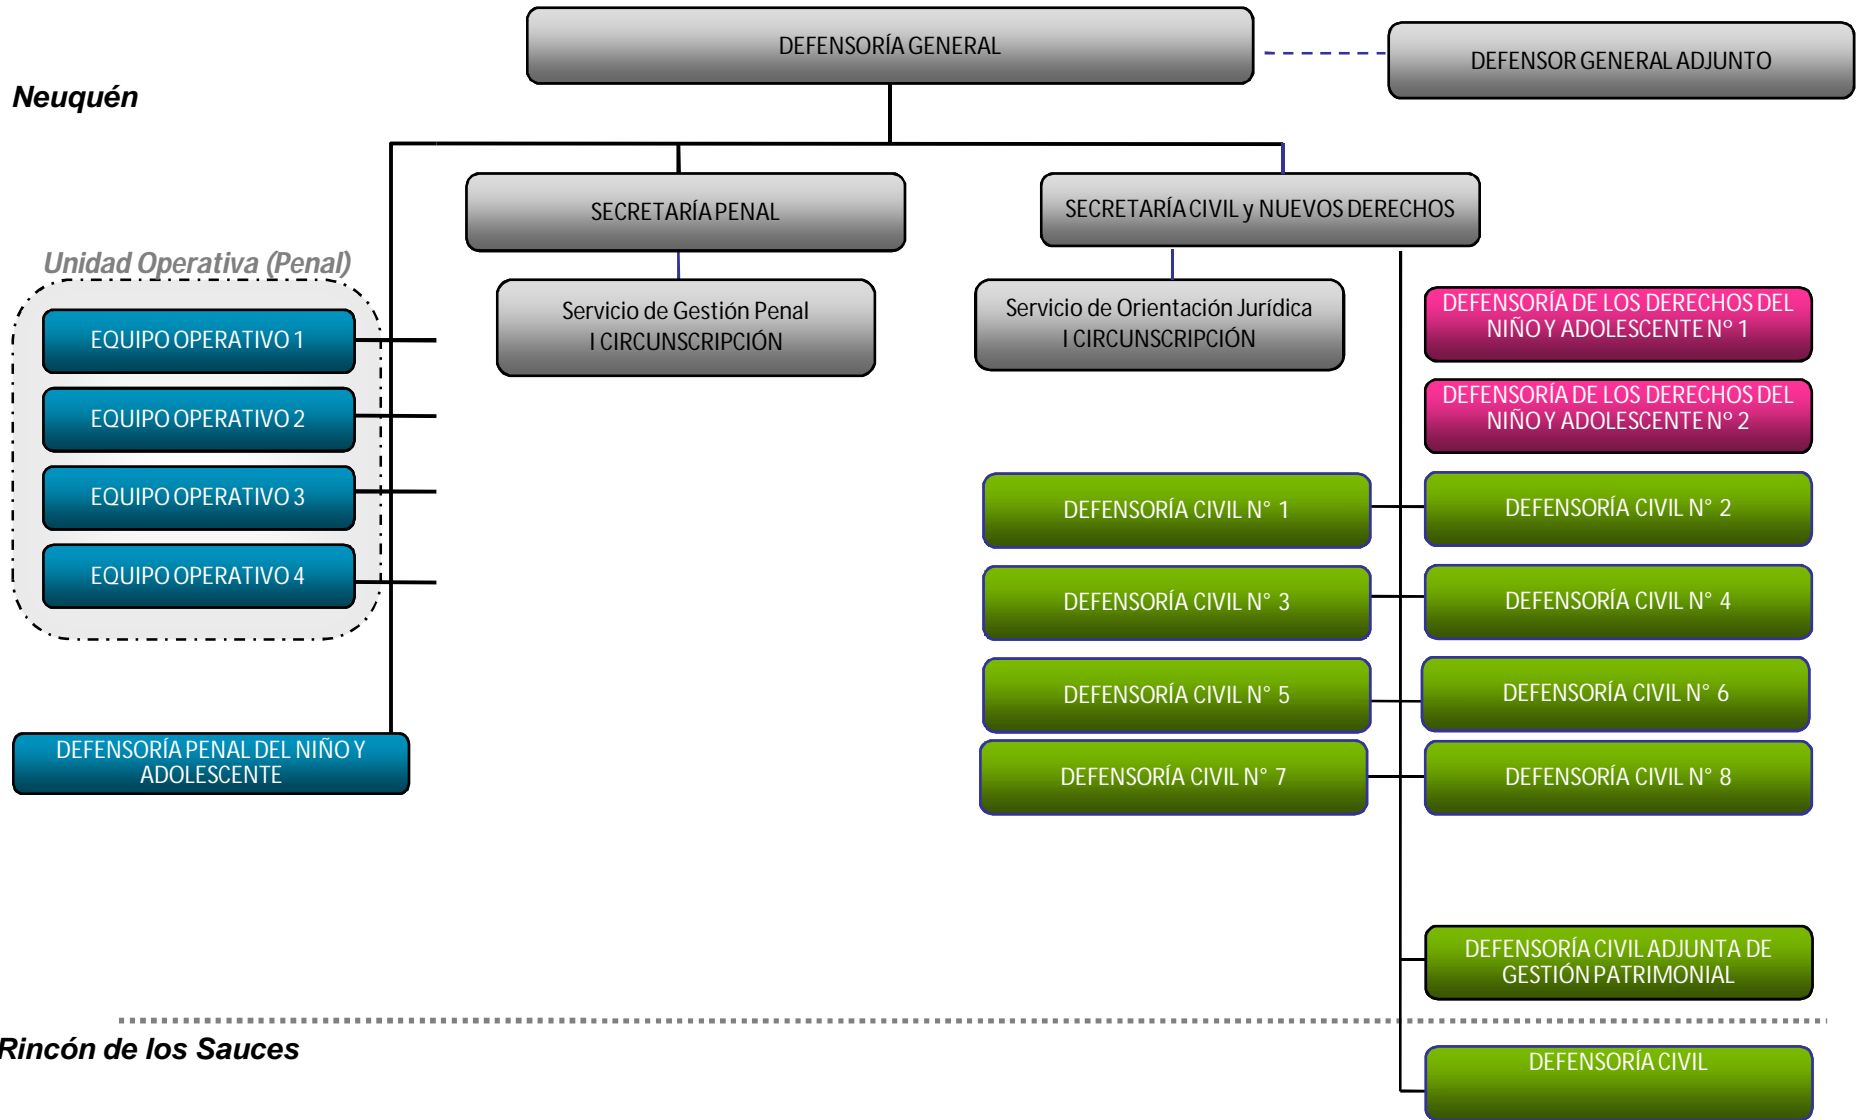 DEFENSORÍA GENERAL
DEFENSOR GENERAL ADJUNTO
Neuquén
SECRETARÍA PENAL
SECRETARÍA CIVIL y NUEVOS DERECHOS
Unidad Operativa (Penal)
Servicio de Gestión Penal
I CIRCUNSCRIPCIÓN
Servicio de Orientación Jurídica
I CIRCUNSCRIPCIÓN
DEFENSORÍA DE LOS DERECHOS DEL
NIÑO Y ADOLESCENTE Nº 1
EQUIPO OPERATIVO 1
DEFENSORÍA DE LOS DERECHOS DEL
NIÑO Y ADOLESCENTE Nº 2
EQUIPO OPERATIVO 2
EQUIPO OPERATIVO 3
DEFENSORÍA CIVIL N° 1
DEFENSORÍA CIVIL N° 2
EQUIPO OPERATIVO 4
DEFENSORÍA CIVIL N° 3
DEFENSORÍA CIVIL N° 4
DEFENSORÍA CIVIL N° 5
DEFENSORÍA CIVIL N° 6
DEFENSORÍA PENAL DEL NIÑO Y
ADOLESCENTE
DEFENSORÍA CIVIL N° 7
DEFENSORÍA CIVIL N° 8
DEFENSORÍA CIVIL ADJUNTA DE
GESTIÓN PATRIMONIAL
Rincón de los Sauces
DEFENSORÍA CIVIL